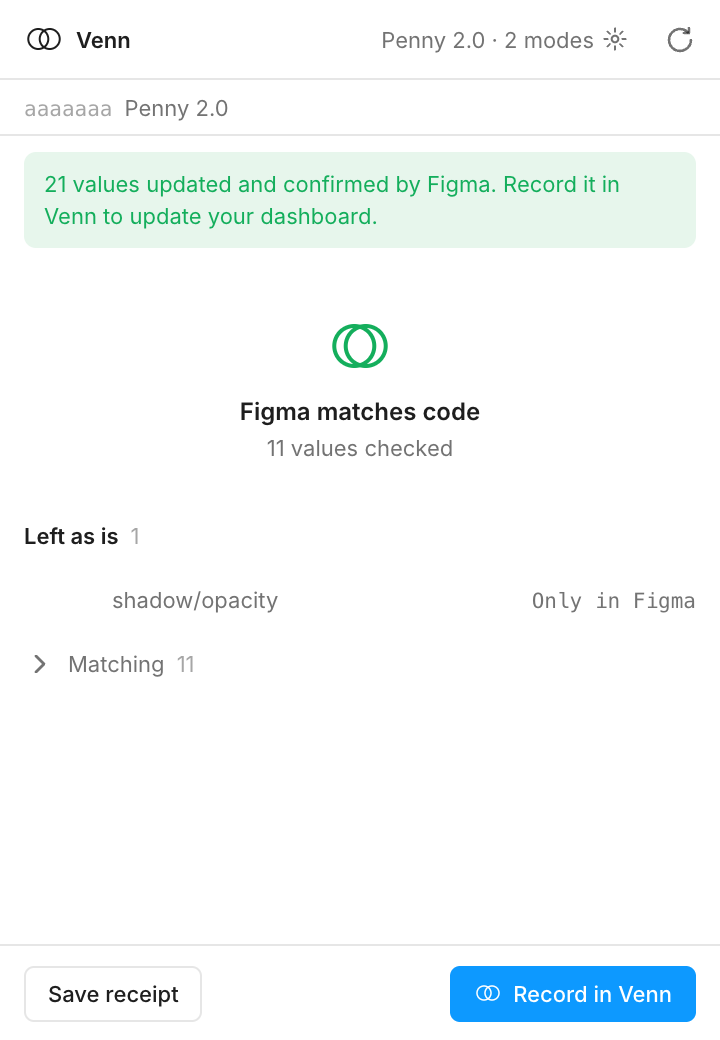 Venn
Penny 2.0 · 2 modes
aaaaaaa Penny 2.0
21 values updated and confirmed by Figma. Record it in
Venn to update your dashboard.
Figma matches code
11 values checked
Left as is 1
shadow/opacity Only in Figma
Matching 11
Save receipt
Record in Venn